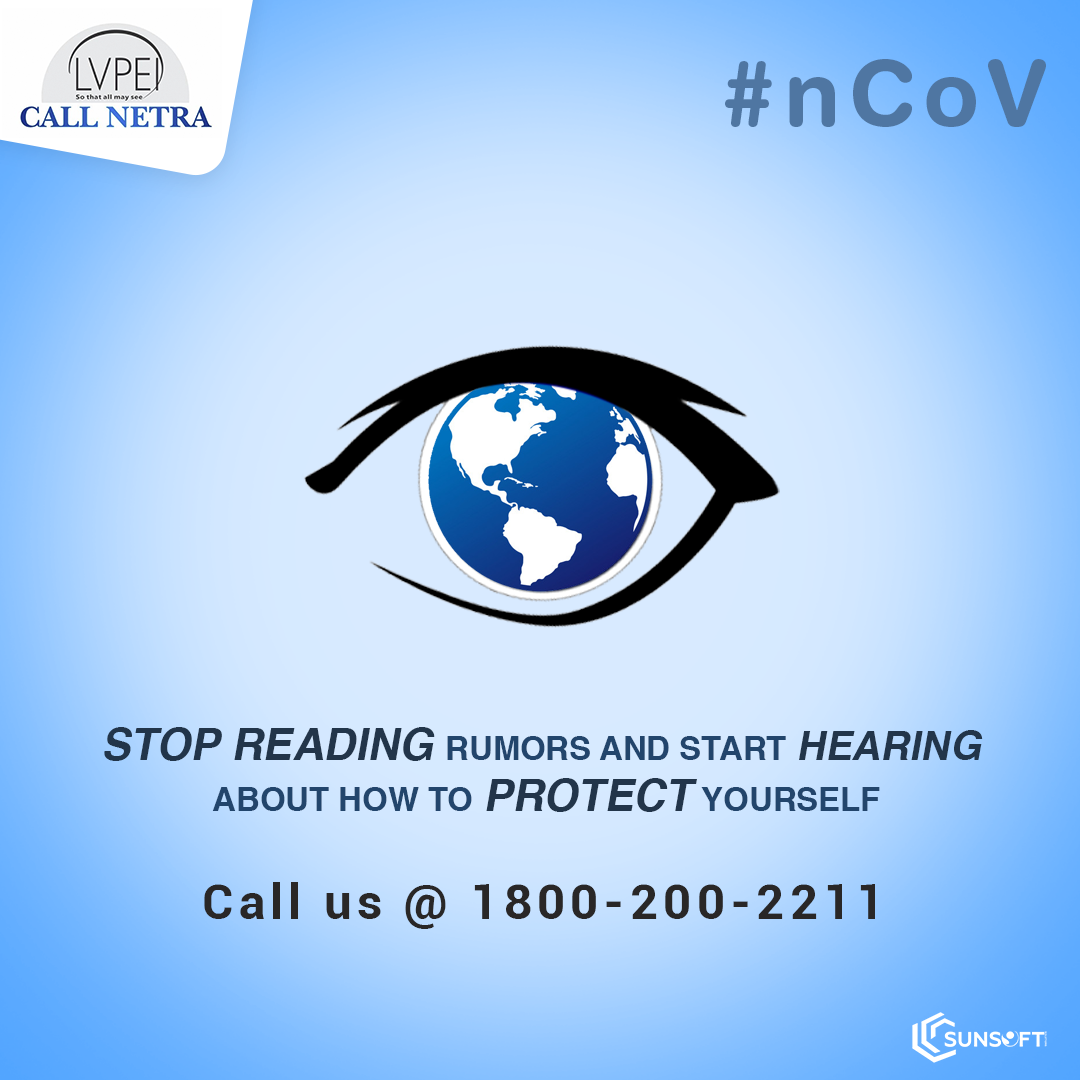 LVPEI
So that all may see
CALL NETRA
#nCoV
STOP READING RUMORS AND START HEARING
ABOUT HOW TO PROTECT YOURSELF
Call us @ 1800-200-2211
SUNSOFT